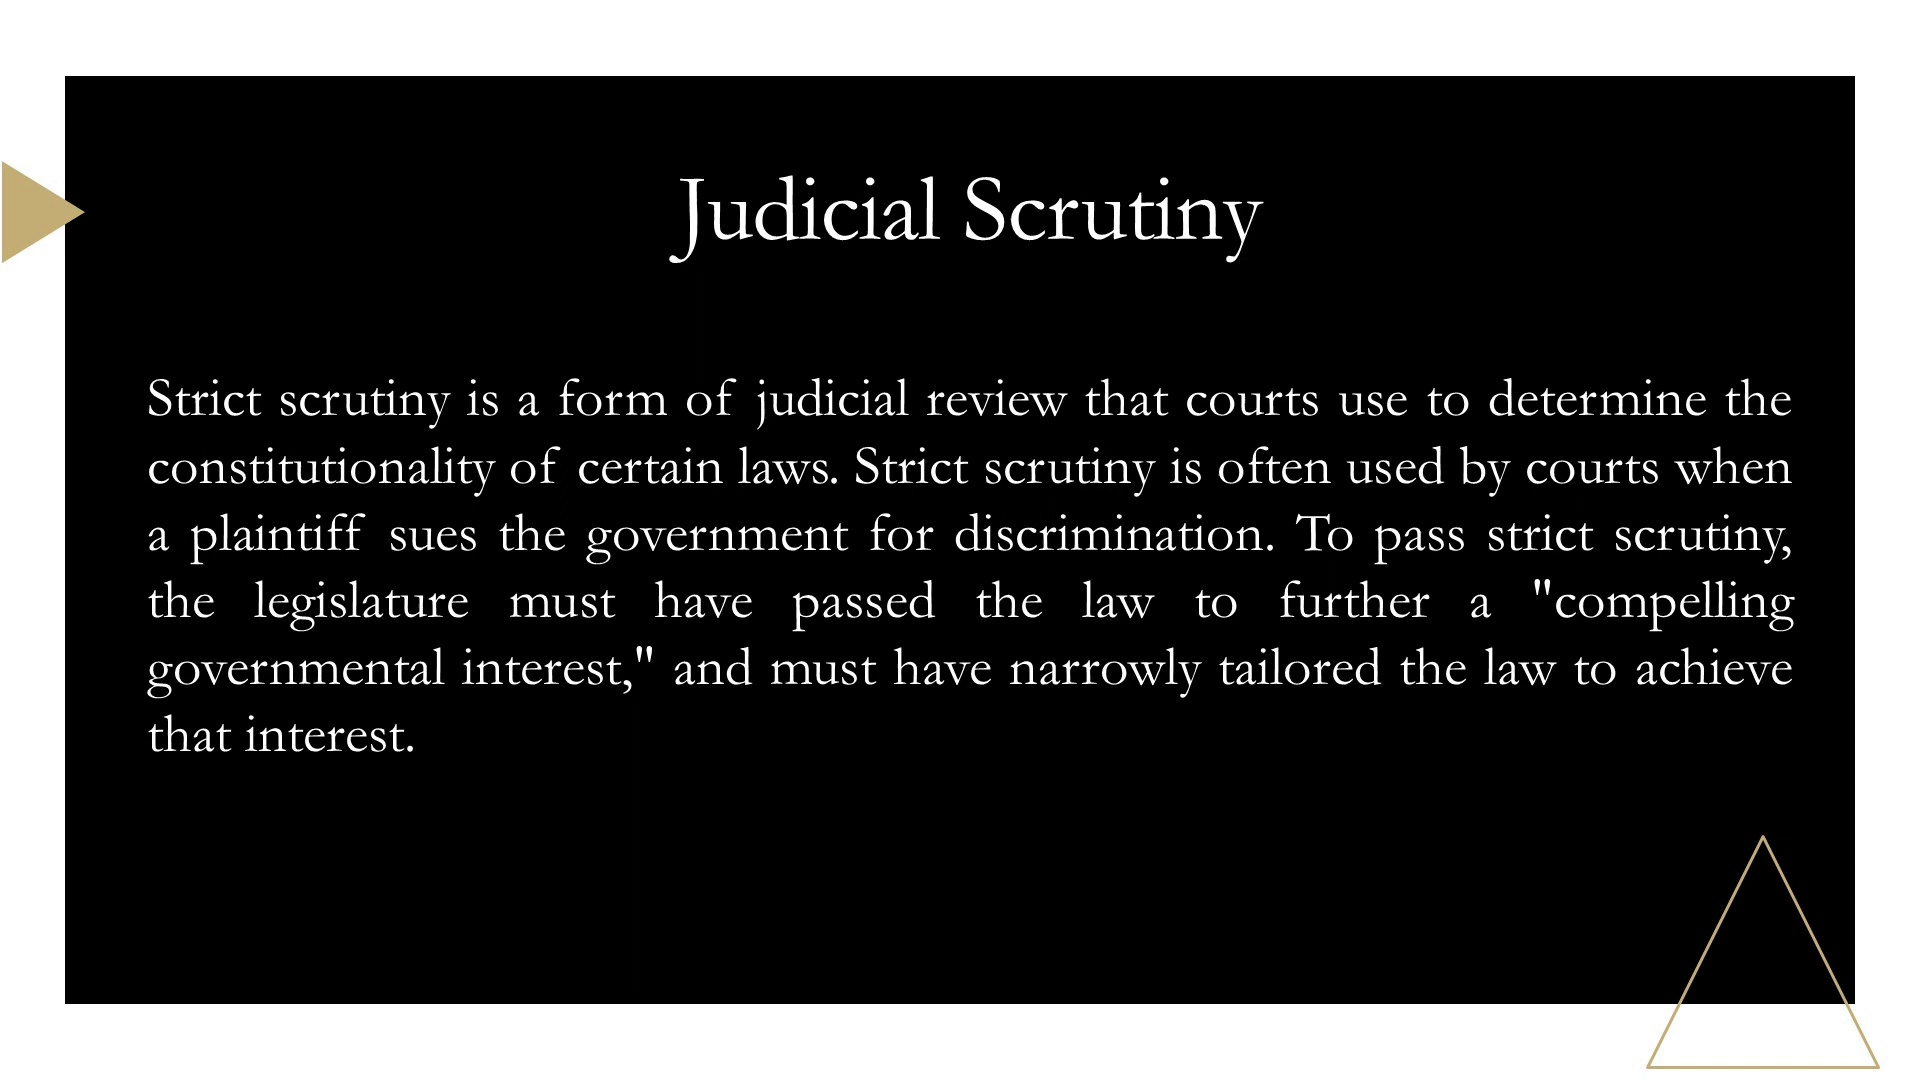 Judicial Scrutiny
Strict scrutiny is a form of judicial review that courts use to determine the
constitutionality of certain laws. Strict scrutiny is often used by courts when
a plaintiff sues the government for discrimination. To pass strict scrutiny,
the legislature must have passed the law to further a "compelling
governmental interest," and must have narrowly tailored the law to achieve
that interest.